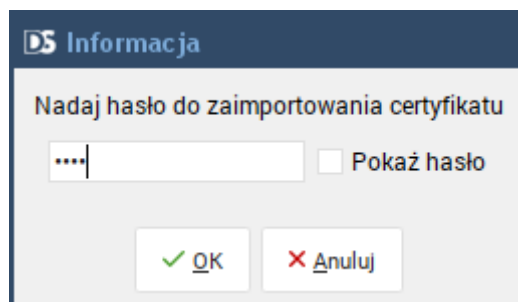 DS Informacja
Nadaj hasło do zaimportowania certyfikatu
•••• Pokaż hasło
OK Anuluj